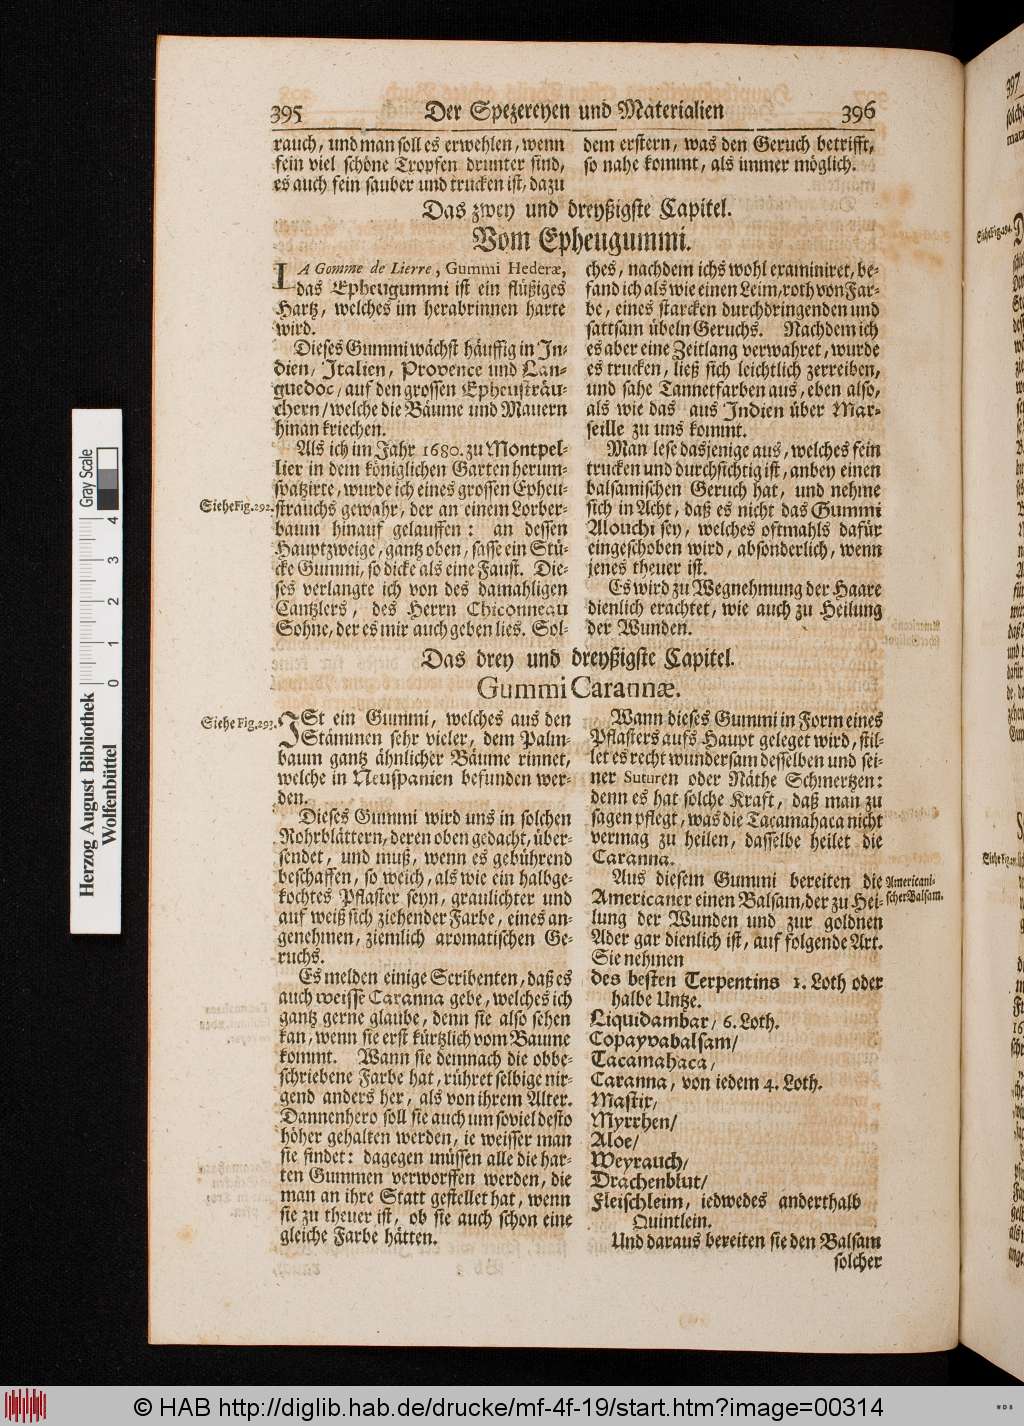 395 Der Spezereyen und Materialien 396
rauch, und man soll es erwehlen, wenn
fein viel schöne Tropfen drunter sind,
es auch fein sauber und trucken ist, dazu
dem erstern, was den Geruch betrifft,
so nahe kommt, als immer möglich.
Das zwey und dreyßigste Capitel.
Vom Epheugummi.
LA Gomme de Lierre, Gummi Hederæ,
das Epheugummi ist ein flüßiges
Hartz, welches im herabrinnen harte
wird.
Dieses Gummi wächst häuffig in In-
dien/ Italien, Provence und Lan-
guedoc/ auf den grossen Epheusträu-
chern/ welche die Bäume und Mauern
hinan kriechen.
Als ich im Jahr 1680. zu Montpel-
lier in dem königlichen Garten herum-
spatzirte, wurde ich eines grossen Epheu-
Siehe Fig. 292.
strauchs gewahr, der an einem Lorber-
baum hinauf gelauffen: an dessen
Hauptzweige, gantz oben, sasse ein Stü-
cke Gummi, so dicke als eine Faust. Die-
ses verlangte ich von des damahligen
Cantzlers, des Herrn Chiconneau
Sohne, der es mir auch geben lies. Sol-
ches, nachdem ichs wohl examiniret, be-
fand ich als wie einen Leim, roth von Far-
be, eines starcken durchdringenden und
sattsam übeln Geruchs. Nachdem ich
es aber eine Zeitlang verwahret, wurde
es trucken, ließ sich leichtlich zerreiben,
und sahe Tannetfarben aus, eben also,
als wie das aus Indien über Mar-
seille zu uns kommt.
Man lese dasjenige aus, welches fein
trucken und durchsichtig ist, anbey einen
balsamischen Geruch hat, und nehme
sich in Acht, daß es nicht das Gummi
Alouchi sey, welches oftmahls dafür
eingeschoben wird, absonderlich, wenn
jenes theuer ist.
Es wird zu Wegnehmung der Haare
dienlich erachtet, wie auch zu Heilung
der Wunden.
Das drey und dreyßigste Capitel.
Gummi Carannæ.
Siehe Fig. 293.
ISt ein Gummi, welches aus den
Stämmen sehr vieler, dem Palm-
baum gantz ähnlicher Bäume rinnet,
welche in Neuspanien befunden wer-
den.
Dieses Gummi wird uns in solchen
Rohrblättern, deren oben gedacht, über-
sendet, und muß, wenn es gebührend
beschaffen, so weich, als wie ein halbge-
kochtes Pflaster seyn, graulichter und
auf weiß sich ziehender Farbe, eines an-
genehmen, ziemlich aromatischen Ge-
ruchs.
Es melden einige Scribenten, daß es
auch weisse Caranna gebe, welches ich
gantz gerne glaube, denn sie also sehen
kan, wenn sie erst kürtzlich vom Baume
kommt. Wann sie demnach die obbe-
schriebene Farbe hat, rühret selbige nir-
gend anders her, als von ihrem Alter.
Dannenhero soll sie auch um soviel desto
höher gehalten werden, ie weisser man
sie findet: dagegen müssen alle die har-
ten Gummen verworffen werden, die
man an ihre Statt gestellet hat, wenn
sie zu theuer ist, ob sie auch schon eine
gleiche Farbe hätten.
Wann dieses Gummi in Form eines
Pflasters aufs Haupt geleget wird, stil-
let es recht wundersam desselben und sei-
ner Suturen oder Näthe Schmertzen:
denn es hat solche Kraft, daß man zu
sagen pflegt, was die Tacamahaca nicht
vermag zu heilen, dasselbe heilet die
Caranna.
Aus diesem Gummi bereiten die
Americani-
scher Balsam.
Americaner einen Balsam, der zu Hei-
lung der Wunden und zur goldnen
Ader gar dienlich ist, auf folgende Art.
Sie nehmen
des besten Terpentins 1. Loth oder
halbe Untze.
Liquidambar/ 6. Loth.
Copayvabalsam/
Tacamahaca/
Caranna, von iedem 4. Loth.
Mastix/
Myrrhen/
Aloe/
Weyrauch/
Drachenblut/
Fleischleim, iedwedes anderthalb
Quintlein.
Und daraus bereiten sie den Balsam
solcher
397
Herzog August Bibliothek
Wolfenbüttel
Gray Scale
0 1 2 3 4
© HAB http://diglib.hab.de/drucke/mf-4f-19/start.htm?image=00314